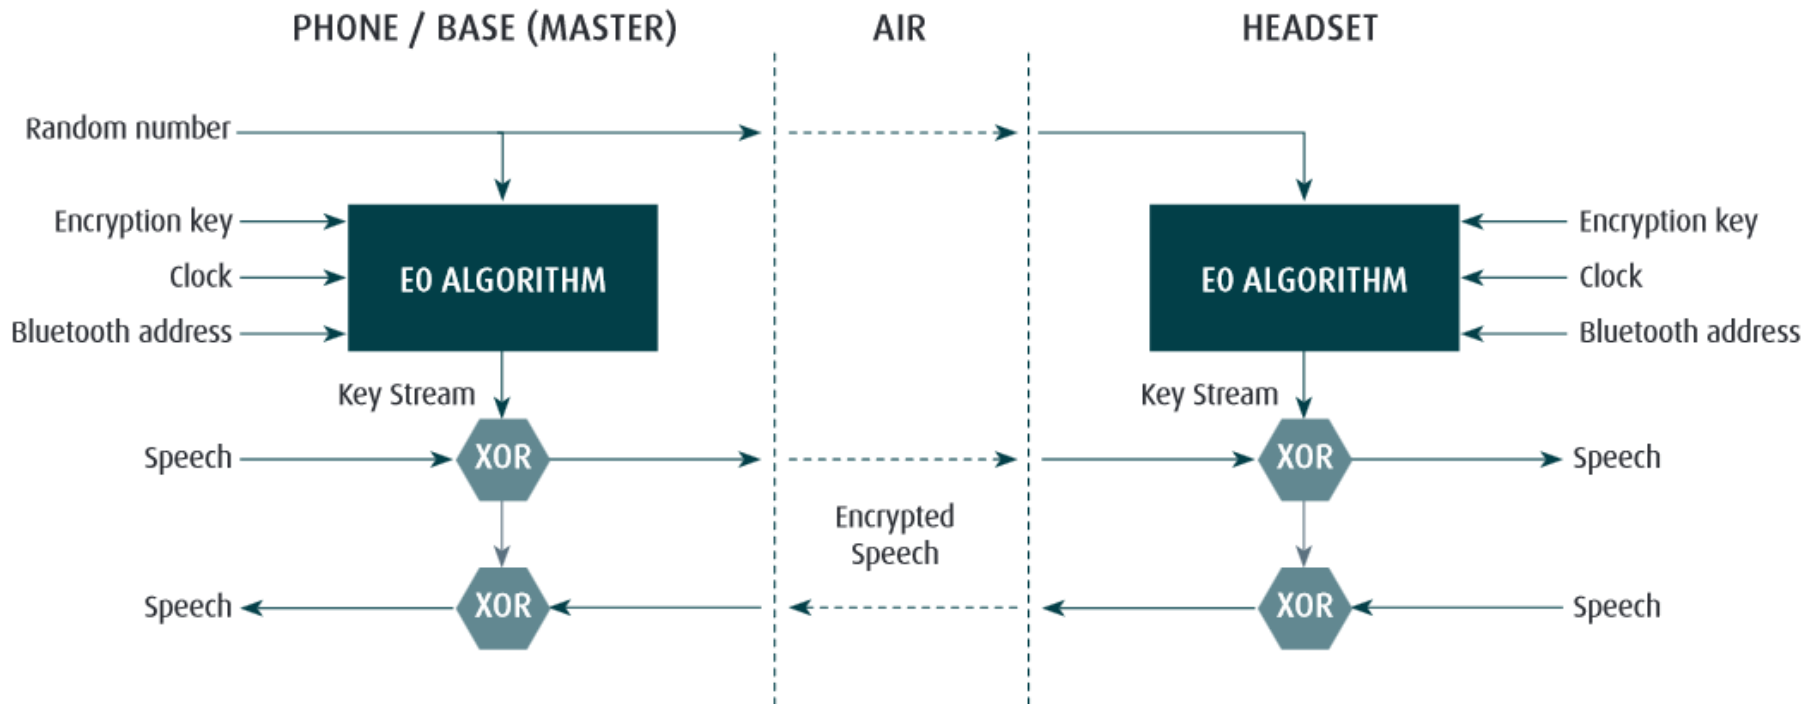 PHONE / BASE (MASTER)
AIR
HEADSET
Random number
Encryption key
Clock
Bluetooth address
E0 ALGORITHM
E0 ALGORITHM
Encryption key
Clock
Bluetooth address
Key Stream
Key Stream
Speech
XOR
XOR
Speech
Encrypted
Speech
Speech
XOR
XOR
Speech